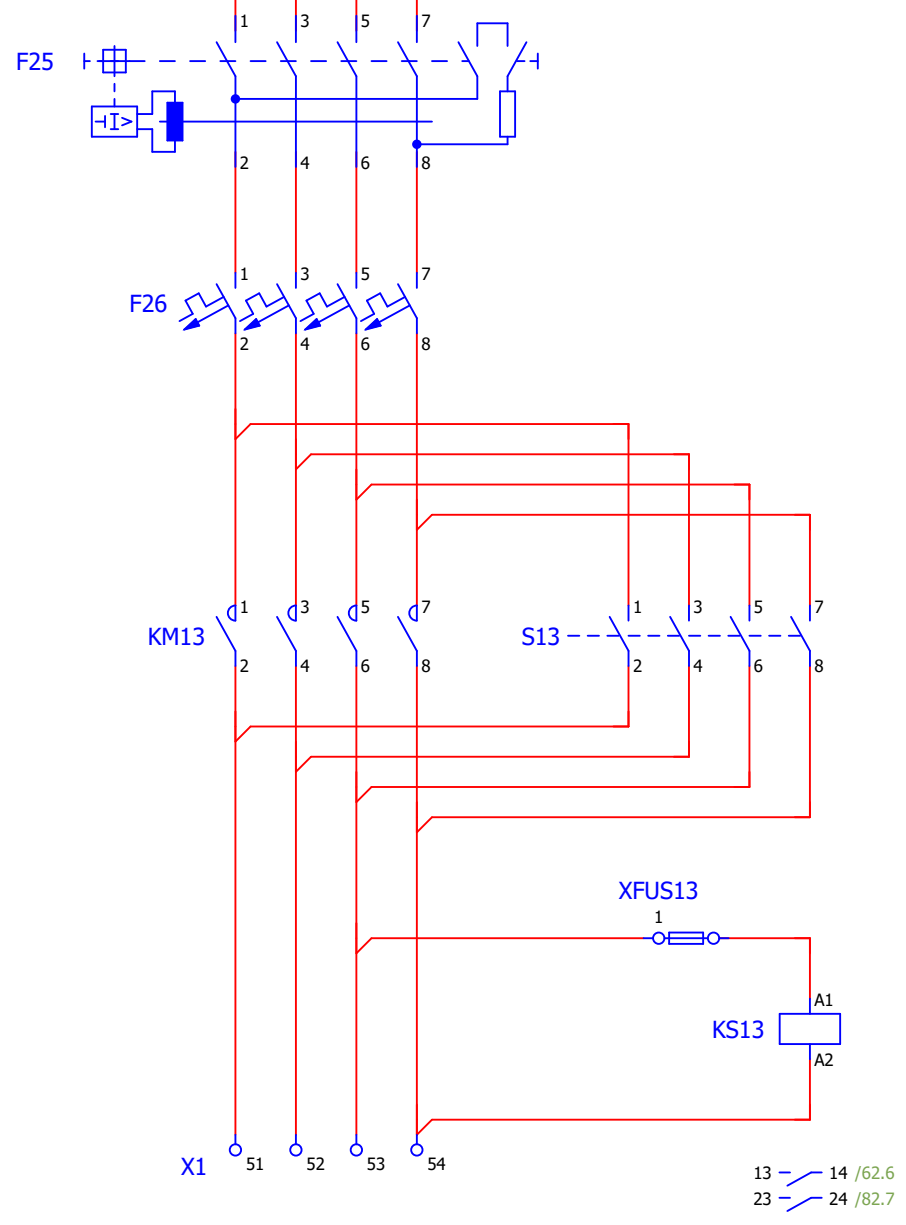 1 3 5 7
F25
I>
2 4 6 8
1 3 5 7
F26
2 4 6 8
1 3 5 7 1 3 5 7
KM13 S13
2 4 6 8 2 4 6 8
XFUS13
1
A1
KS13
A2
X1 51 52 53 54
13 14 /62.6
23 24 /82.7